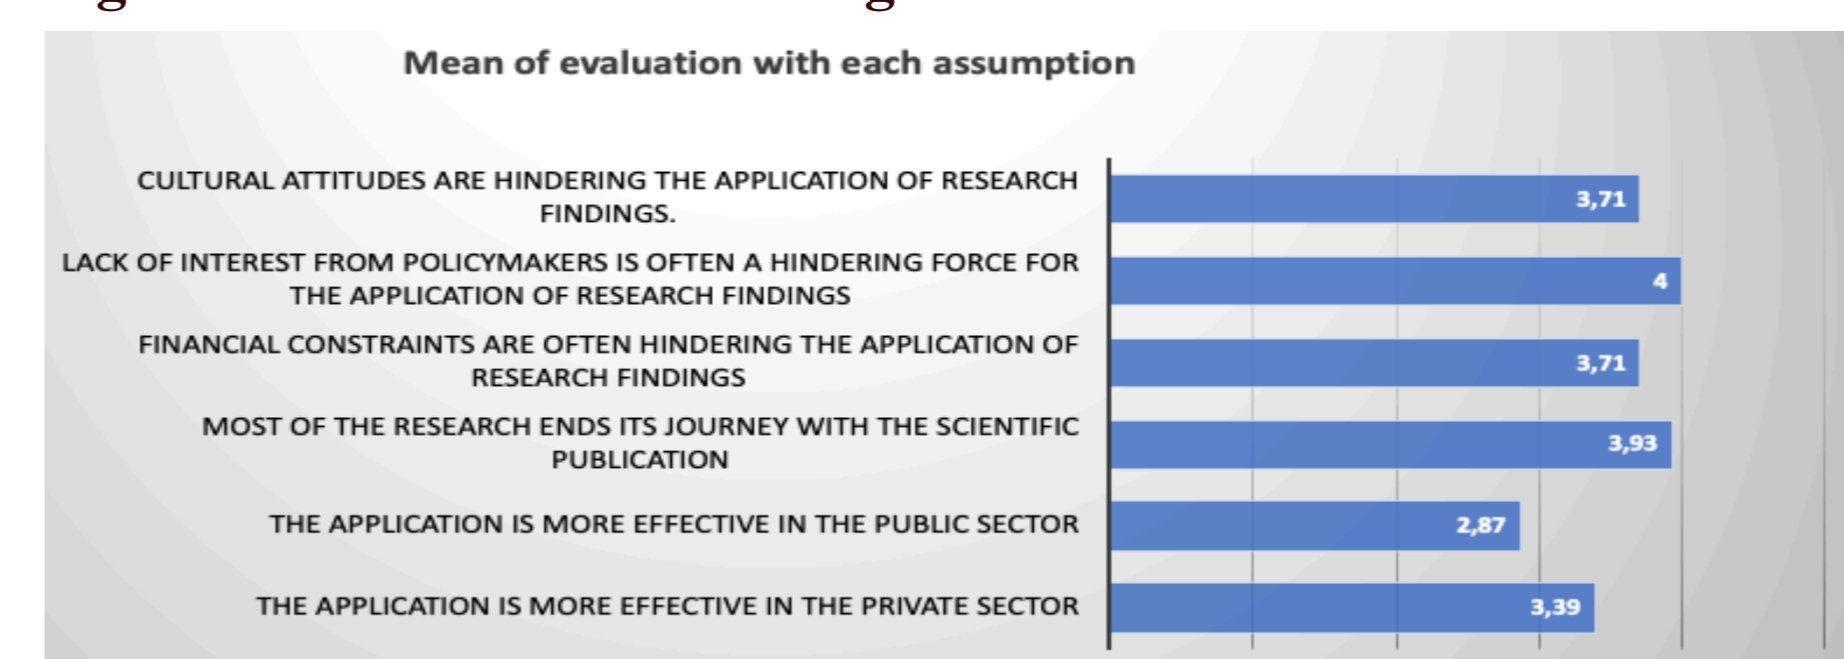 Mean of evaluation with each assumption
CULTURAL ATTITUDES ARE HINDERING THE APPLICATION OF RESEARCH
FINDINGS.
3,71
LACK OF INTEREST FROM POLICYMAKERS IS OFTEN A HINDERING FORCE FOR
THE APPLICATION OF RESEARCH FINDINGS
4
FINANCIAL CONSTRAINTS ARE OFTEN HINDERING THE APPLICATION OF
RESEARCH FINDINGS
3,71
MOST OF THE RESEARCH ENDS ITS JOURNEY WITH THE SCIENTIFIC
PUBLICATION
3,93
THE APPLICATION IS MORE EFFECTIVE IN THE PUBLIC SECTOR
2,87
THE APPLICATION IS MORE EFFECTIVE IN THE PRIVATE SECTOR
3,39